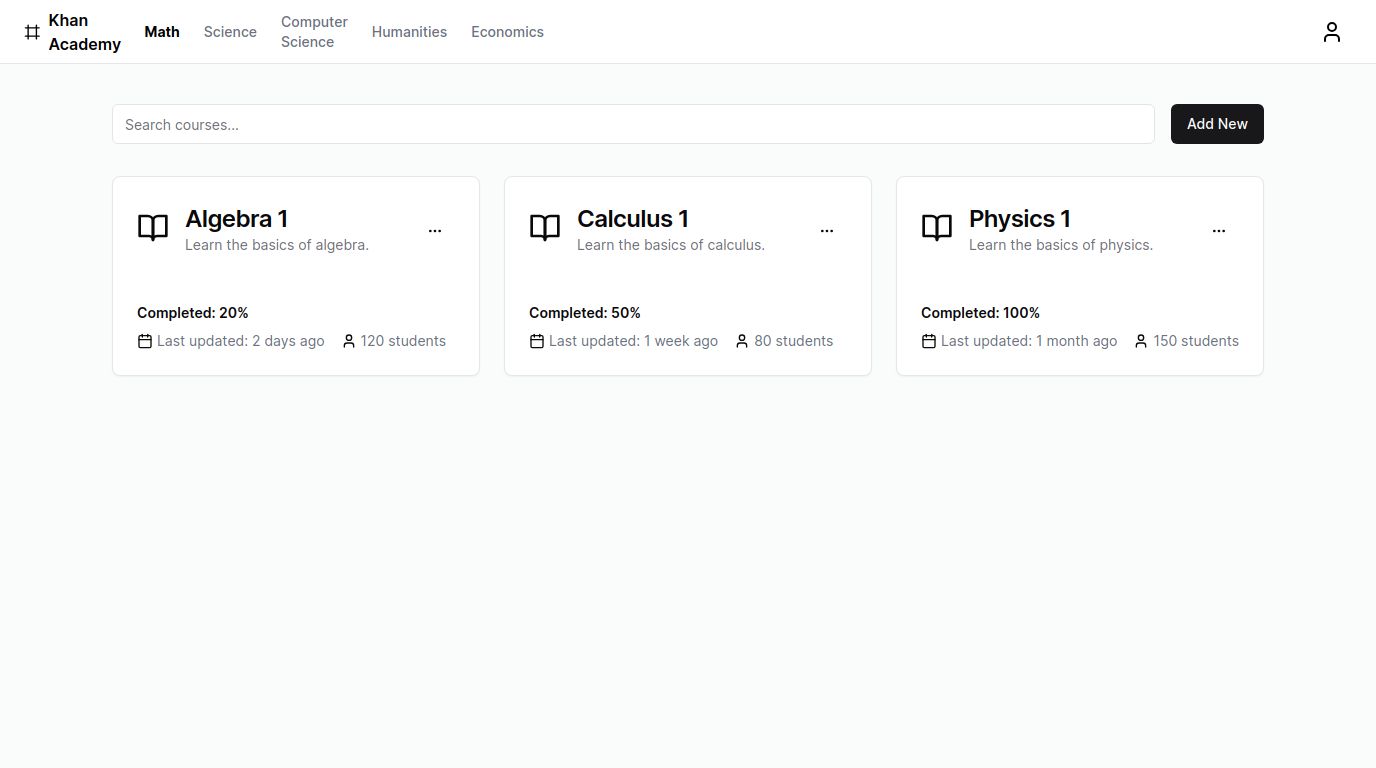 Khan
Academy
Math
Science
Computer
Science
Humanities
Economics
Search courses...
Add New
Algebra 1
Learn the basics of algebra.
Completed: 20%
Last updated: 2 days ago
120 students
Calculus 1
Learn the basics of calculus.
Completed: 50%
Last updated: 1 week ago
80 students
Physics 1
Learn the basics of physics.
Completed: 100%
Last updated: 1 month ago
150 students